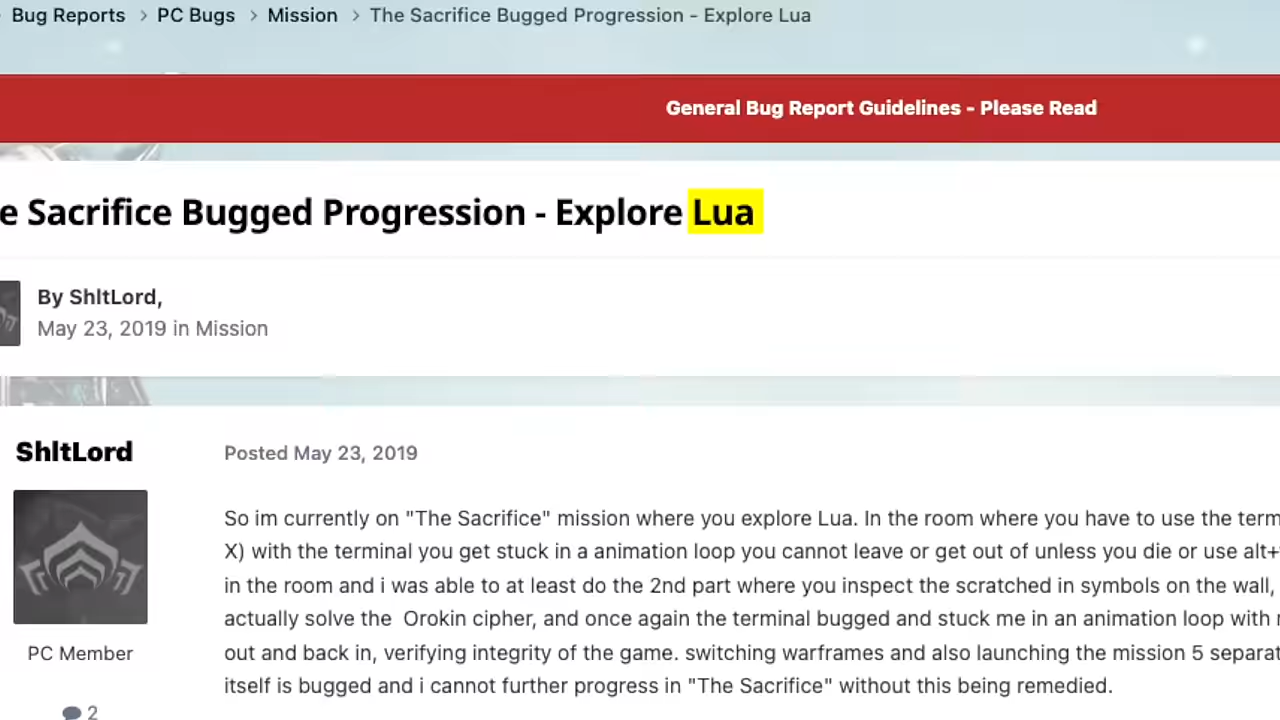 Bug Reports > PC Bugs > Mission > The Sacrifice Bugged Progression - Explore Lua
General Bug Report Guidelines - Please Read
e Sacrifice Bugged Progression - Explore Lua
By ShltLord,
May 23, 2019 in Mission
ShltLord
Posted May 23, 2019
So im currently on "The Sacrifice" mission where you explore Lua. In the room where you have to use the term
X) with the terminal you get stuck in a animation loop you cannot leave or get out of unless you die or use alt+
in the room and i was able to at least do the 2nd part where you inspect the scratched in symbols on the wall,
actually solve the Orokin cipher, and once again the terminal bugged and stuck me in an animation loop with
out and back in, verifying integrity of the game. switching warframes and also launching the mission 5 separat
itself is bugged and i cannot further progress in "The Sacrifice" without this being remedied.
PC Member
2